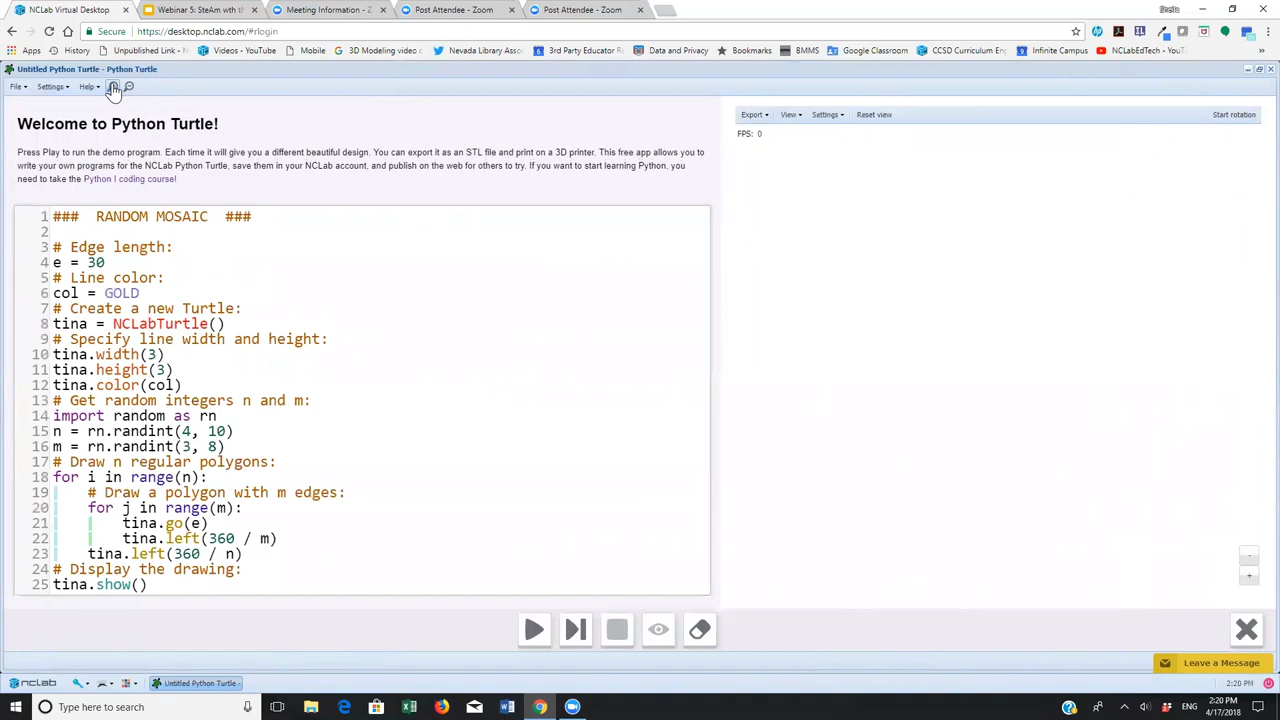 NCLab Virtual Desktop
Webinar 5: SteAm wth t
Meeting Information - Z
Post Attendee - Zoom
Post Attendee - Zoom
Secure
https://desktop.nclab.com/#rlogin
Apps
History
Unpublished Link
Videos - YouTube
Mobile
3D Modeling video
Nevada Library Asso
3rd Party Educator R
Data and Privacy
Bookmarks
BMMS
Google Classroom
CCSD Curriculum Eng
Infinite Campus
NCLabEdTech - YouT
Untitled Python Turtle - Python Turtle
File
Settings
Help
Welcome to Python Turtle!
Press Play to run the demo program. Each time it will give you a different beautiful design. You can export it as an STL file and print on a 3D printer. This free app allows you to
write your own programs for the NCLab Python Turtle, save them in your NCLab account, and publish on the web for others to try. If you want to start learning Python, you
need to take the Python I coding course!
1 ### RANDOM MOSAIC ###
2
3 # Edge length:
4 e = 30
5 # Line color:
6 col = GOLD
7 # Create a new Turtle:
8 tina = NCLabTurtle()
9 # Specify line width and height:
10 tina.width(3)
11 tina.height(3)
12 tina.color(col)
13 # Get random integers n and m:
14 import random as rn
15 n = rn.randint(4, 10)
16 m = rn.randint(3, 8)
17 # Draw n regular polygons:
18 for i in range(n):
19 # Draw a polygon with m edges:
20 for j in range(m):
21 tina.go(e)
22 tina.left(360 / m)
23 tina.left(360 / n)
24 # Display the drawing:
25 tina.show()
Export
View
Settings
Reset view
Start rotation
FPS: 0
-
+
Leave a Message
nclab
Untitled Python Turtle -
2:20 PM
Type here to search
2:20 PM
4/17/2018